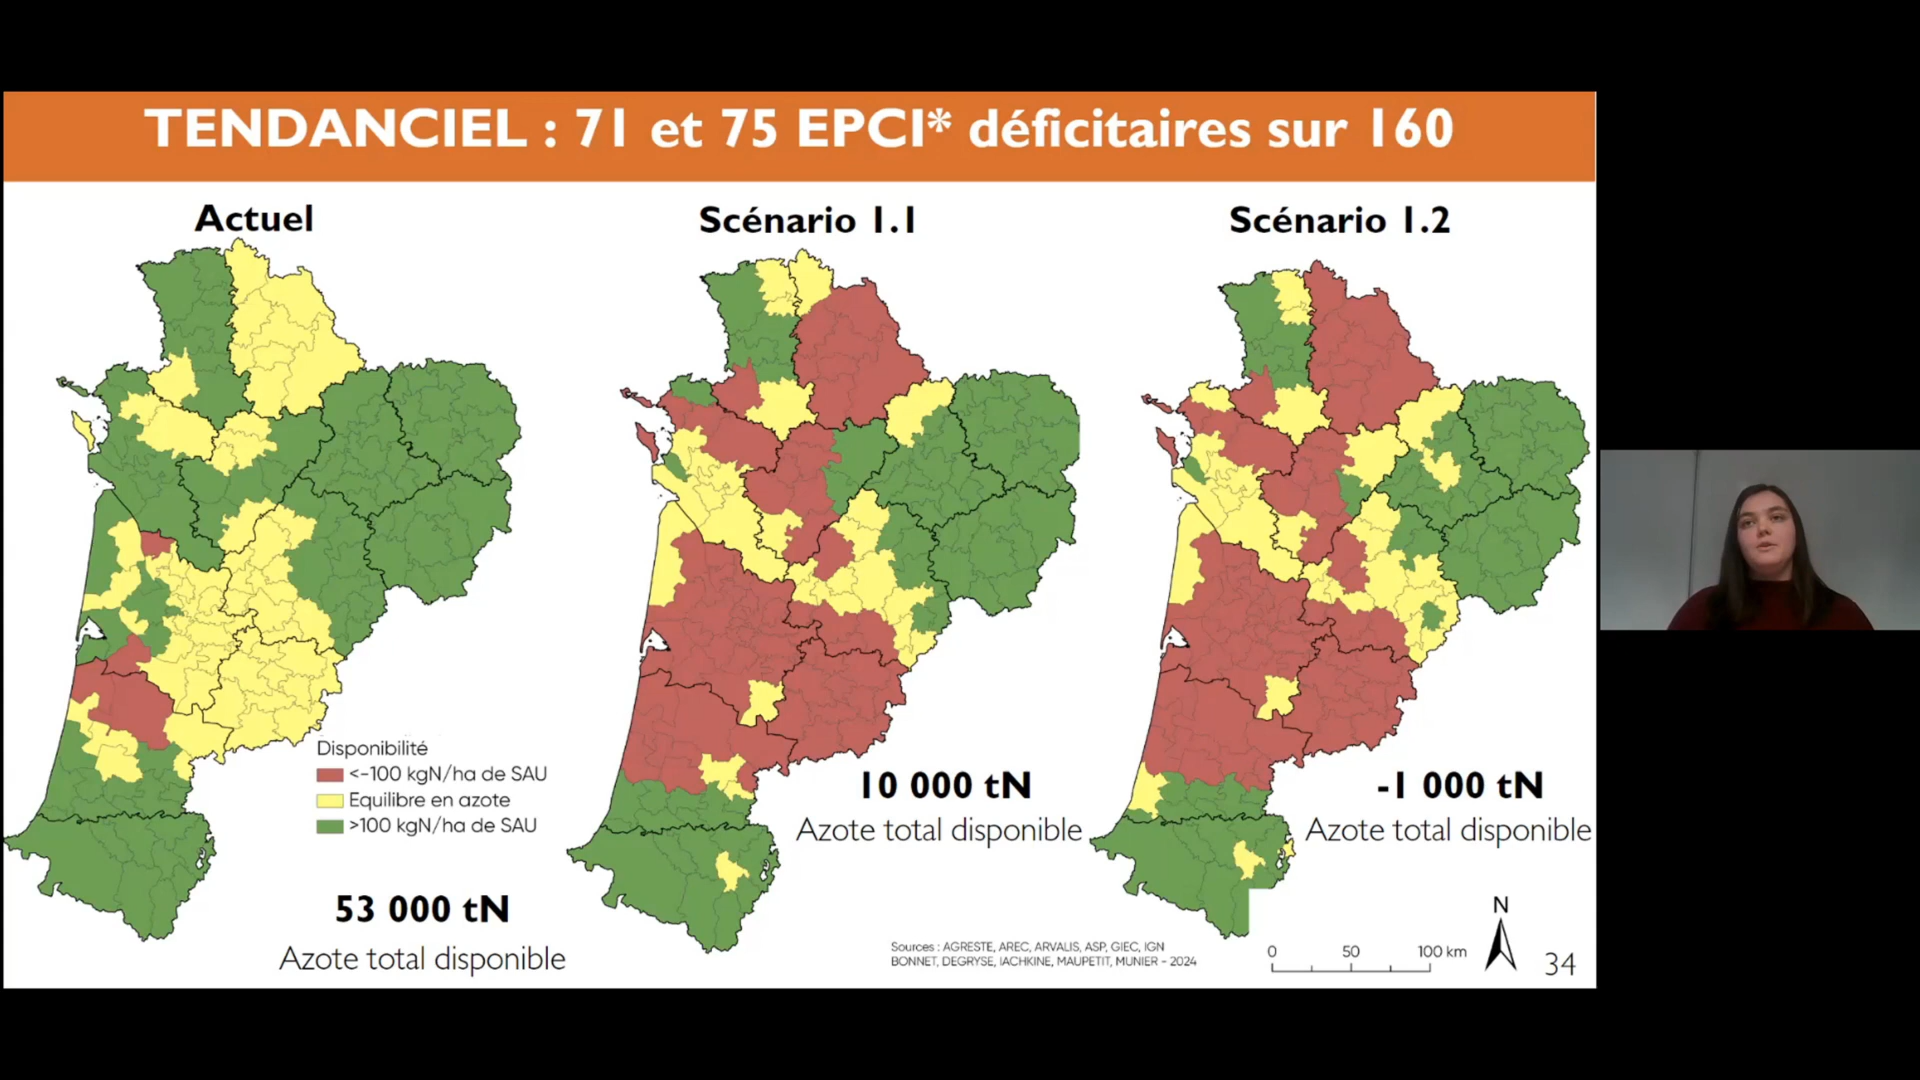 TENDANCIEL : 71 et 75 EPCI* déficitaires sur 160
Actuel
Scénario 1.1
Scénario 1.2
Disponibilité
<-100 kgN/ha de SAU
Equilibre en azote
>100 kgN/ha de SAU
53 000 tN
Azote total disponible
10 000 tN
Azote total disponible
-1 000 tN
Azote total disponible
Sources : AGRESTE, AREC, ARVALIS, ASP, GIEC, IGN
BONNET, DEGRYSE, IACHKINE, MAUPETIT, MUNIER - 2024
0 50 100 km
N
34